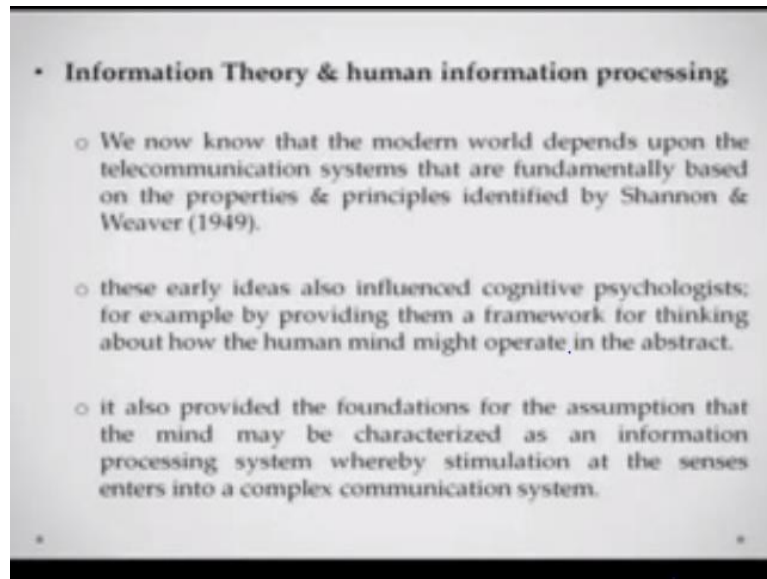 • Information Theory & human information processing
o We now know that the modern world depends upon the
telecommunication systems that are fundamentally based
on the properties & principles identified by Shannon &
Weaver (1949).
o these early ideas also influenced cognitive psychologists;
for example by providing them a framework for thinking
about how the human mind might operate in the abstract.
o it also provided the foundations for the assumption that
the mind may be characterized as an information
processing system whereby stimulation at the senses
enters into a complex communication system.